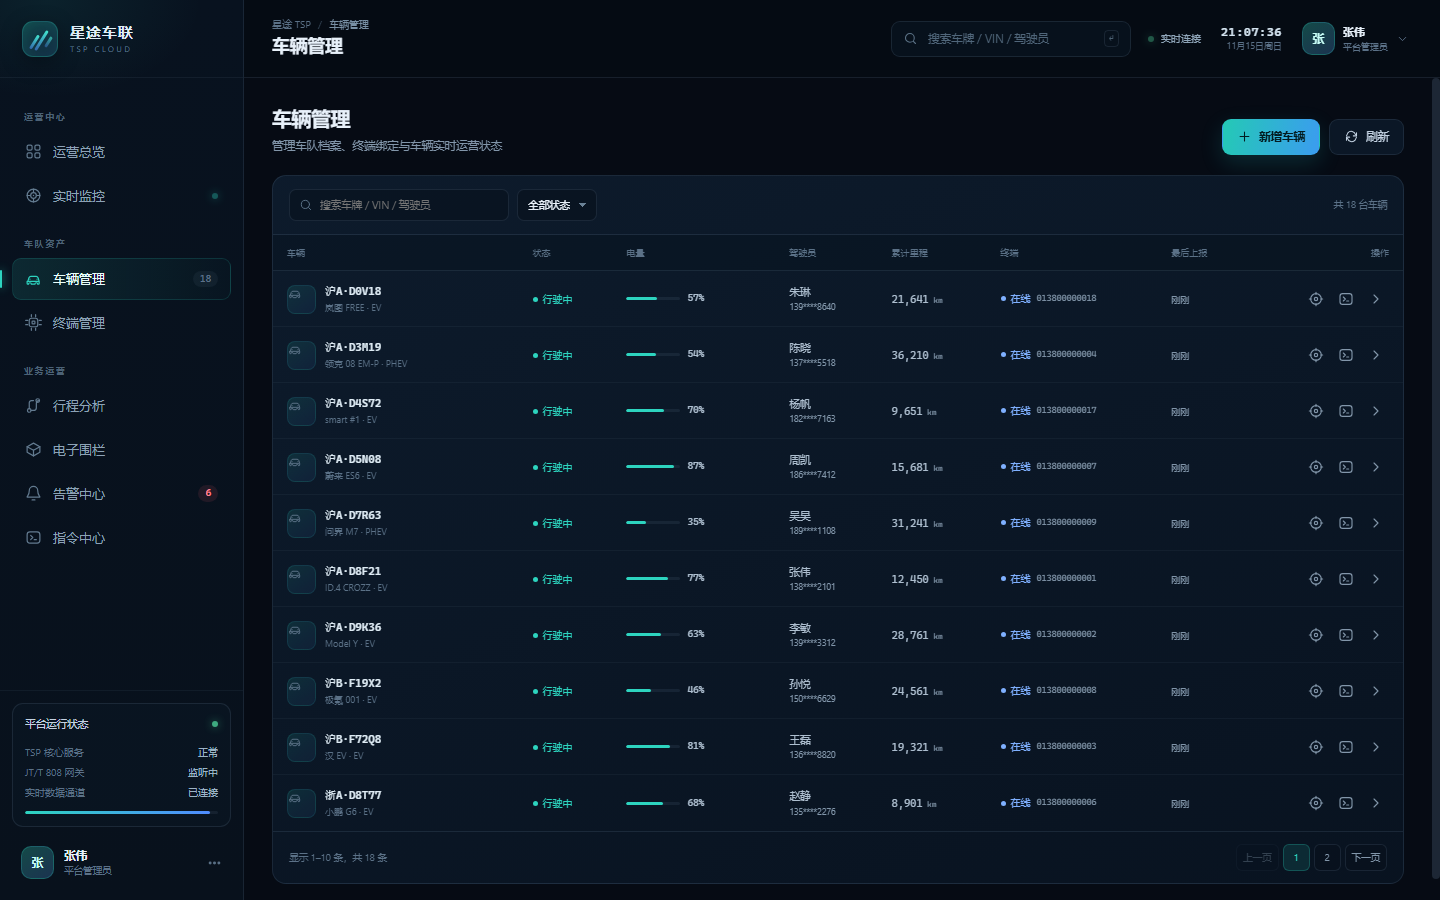 星途车联
TSP CLOUD
运营中心
运营总览
实时监控
车队资产
车辆管理 18
终端管理
业务运营
行程分析
电子围栏
告警中心 6
指令中心
平台运行状态
TSP 核心服务 正常
JT/T 808 网关 监听中
实时数据通道 已连接
张 张伟
平台管理员
星途 TSP / 车辆管理
车辆管理
搜索车牌 / VIN / 驾驶员
实时连接
21:07:36
11月15日周日
张 张伟
平台管理员
车辆管理
管理车队档案、终端绑定与车辆实时运营状态
新增车辆
刷新
搜索车牌 / VIN / 驾驶员 全部状态 共 18 台车辆
车辆 状态 电量 驾驶员 累计里程 终端 最后上报 操作
沪A·D0V18 行驶中 57% 朱琳 21,641 km 在线 013800000018 刚刚
岚图 FREE · EV 139****8640
沪A·D3M19 行驶中 54% 陈晓 36,210 km 在线 013800000004 刚刚
领克 08 EM-P · PHEV 137****5518
沪A·D4S72 行驶中 70% 杨帆 9,651 km 在线 013800000017 刚刚
smart #1 · EV 182****7163
沪A·D5N08 行驶中 87% 周凯 15,681 km 在线 013800000007 刚刚
蔚来 ES6 · EV 186****7412
沪A·D7R63 行驶中 35% 吴昊 31,241 km 在线 013800000009 刚刚
问界 M7 · PHEV 189****1108
沪A·D8F21 行驶中 77% 张伟 12,450 km 在线 013800000001 刚刚
ID.4 CROZZ · EV 138****2101
沪A·D9K36 行驶中 63% 李敏 28,761 km 在线 013800000002 刚刚
Model Y · EV 139****3312
沪B·F19X2 行驶中 46% 孙悦 24,561 km 在线 013800000008 刚刚
极氪 001 · EV 150****6629
沪B·F72Q8 行驶中 81% 王磊 19,321 km 在线 013800000003 刚刚
汉 EV · EV 136****8820
浙A·D8T77 行驶中 68% 赵静 8,901 km 在线 013800000006 刚刚
小鹏 G6 · EV 135****2276
显示 1–10 条，共 18 条
上一页 1 2 下一页